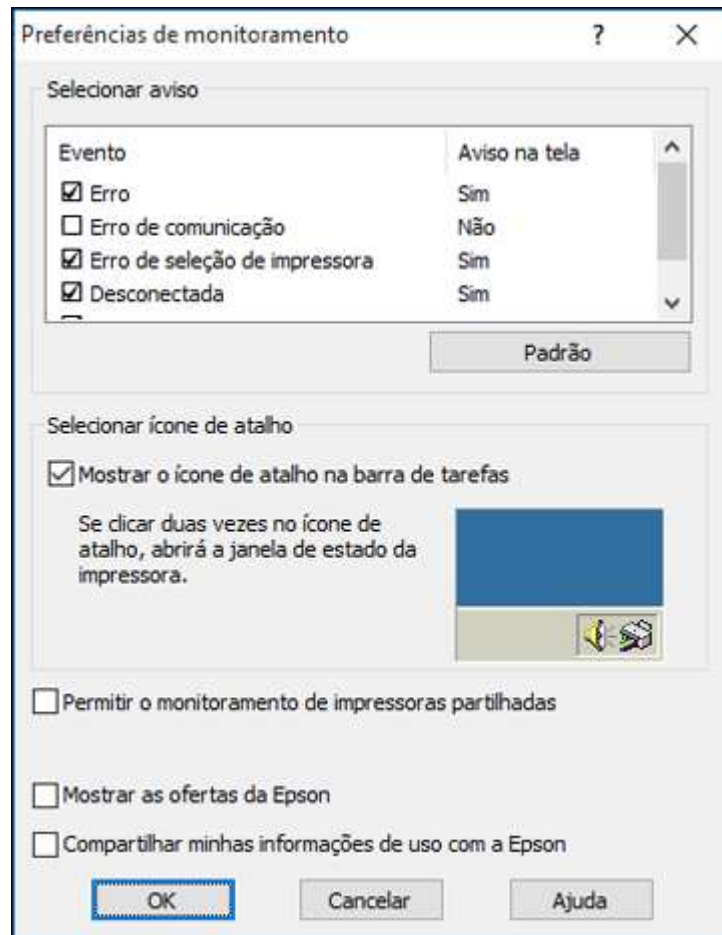 Preferências de monitoramento
Selecionar aviso
Evento Aviso na tela
Erro Sim
Erro de comunicação Não
Erro de seleção de impressora Sim
Desconectada Sim
Padrão
Selecionar ícone de atalho
Mostrar o ícone de atalho na barra de tarefas
Se clicar duas vezes no ícone de
atalho, abrirá a janela de estado da
impressora.
Permitir o monitoramento de impressoras partilhadas
Mostrar as ofertas da Epson
Compartilhar minhas informações de uso com a Epson
OK Cancelar Ajuda